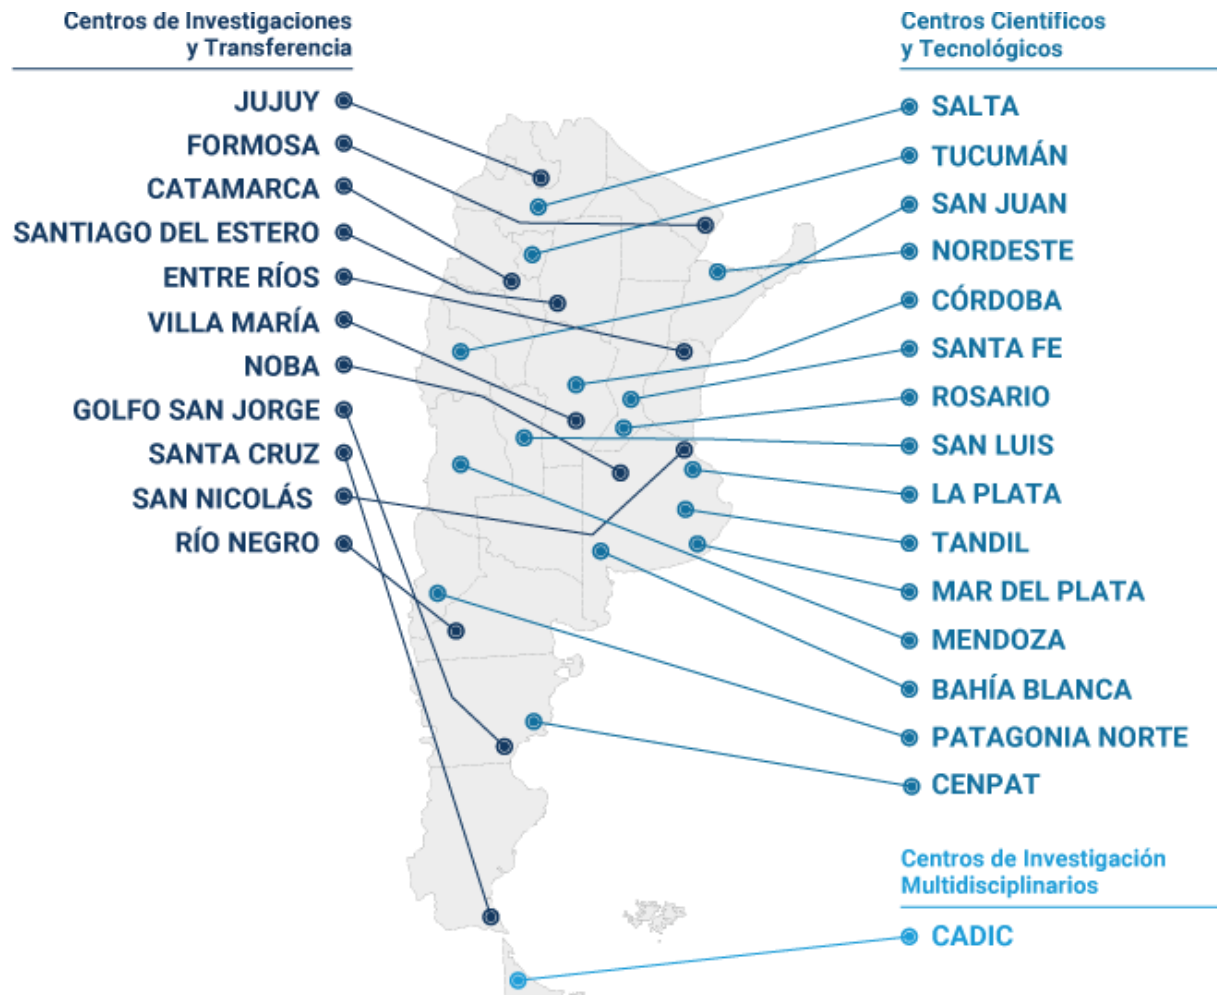 Centros de Investigaciones
y Transferencia
JUJUY
FORMOSA
CATAMARCA
SANTIAGO DEL ESTERO
ENTRE RÍOS
VILLA MARÍA
NOBA
GOLFO SAN JORGE
SANTA CRUZ
SAN NICOLÁS
RÍO NEGRO
Centros Científicos
y Tecnológicos
SALTA
TUCUMÁN
SAN JUAN
NORDESTE
CÓRDOBA
SANTA FE
ROSARIO
SAN LUIS
LA PLATA
TANDIL
MAR DEL PLATA
MENDOZA
BAHÍA BLANCA
PATAGONIA NORTE
CENPAT
Centros de Investigación
Multidisciplinarios
CADIC